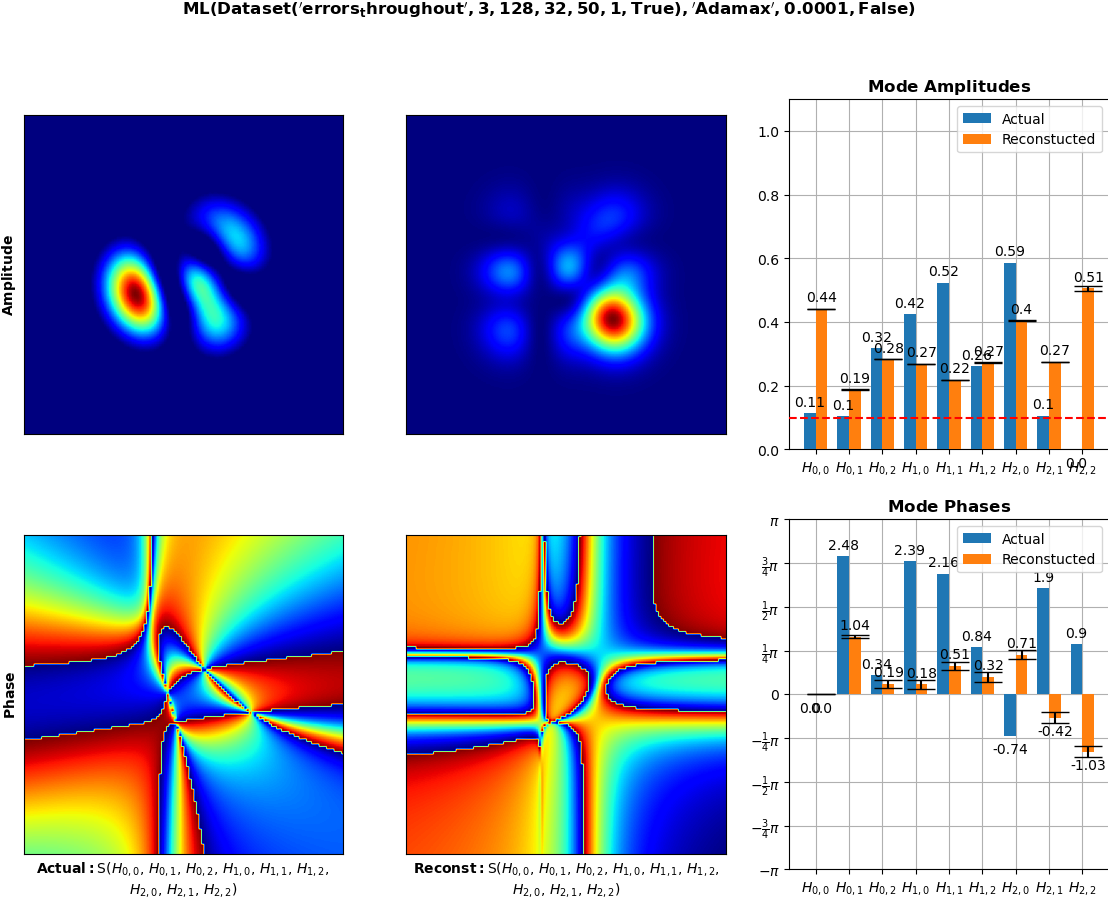 ML(Dataset('errors_throughout', 3, 128, 32, 50, 1, True), 'Adamax', 0.0001, False)
Amplitude
Mode Amplitudes
Actual
Reconstucted
1.0
0.8
0.6
0.4
0.2
0.0
0.11
0.44
0.1
0.19
0.32
0.28
0.42
0.27
0.52
0.22
0.26
0.27
0.59
0.4
0.1
0.27
0.0
0.51
H0,0 H0,1 H0,2 H1,0 H1,1 H1,2 H2,0 H2,1 H2,2
Phase
Mode Phases
Actual
Reconstucted
π
3/4π
1/2π
1/4π
0
−1/4π
−1/2π
−3/4π
−π
0.0
2.48
1.04
0.34
0.19
2.39
0.18
2.16
0.51
0.84
0.32
-0.74
0.71
1.9
-0.42
0.9
-1.03
H0,0 H0,1 H0,2 H1,0 H1,1 H1,2 H2,0 H2,1 H2,2
Actual: S(H0,0, H0,1, H0,2, H1,0, H1,1, H1,2,
H2,0, H2,1, H2,2)
Reconst: S(H0,0, H0,1, H0,2, H1,0, H1,1, H1,2,
H2,0, H2,1, H2,2)